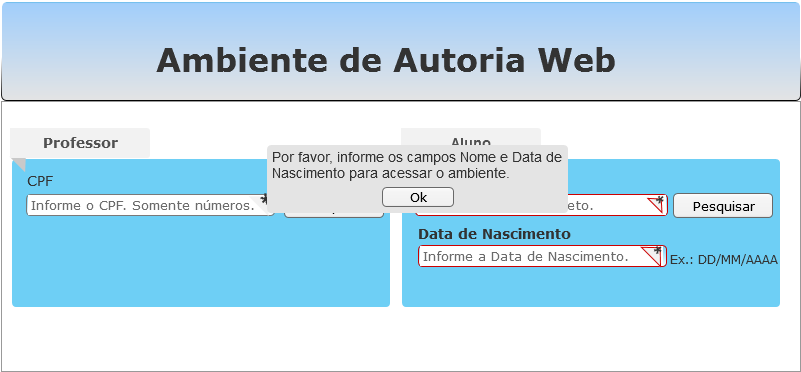 Ambiente de Autoria Web
Professor
Aluno
Por favor, informe os campos Nome e Data de
Nascimento para acessar o ambiente.
Ok
CPF
Informe o CPF. Somente números. *
eto. *
Pesquisar
Data de Nascimento
Informe a Data de Nascimento. *
Ex.: DD/MM/AAAA